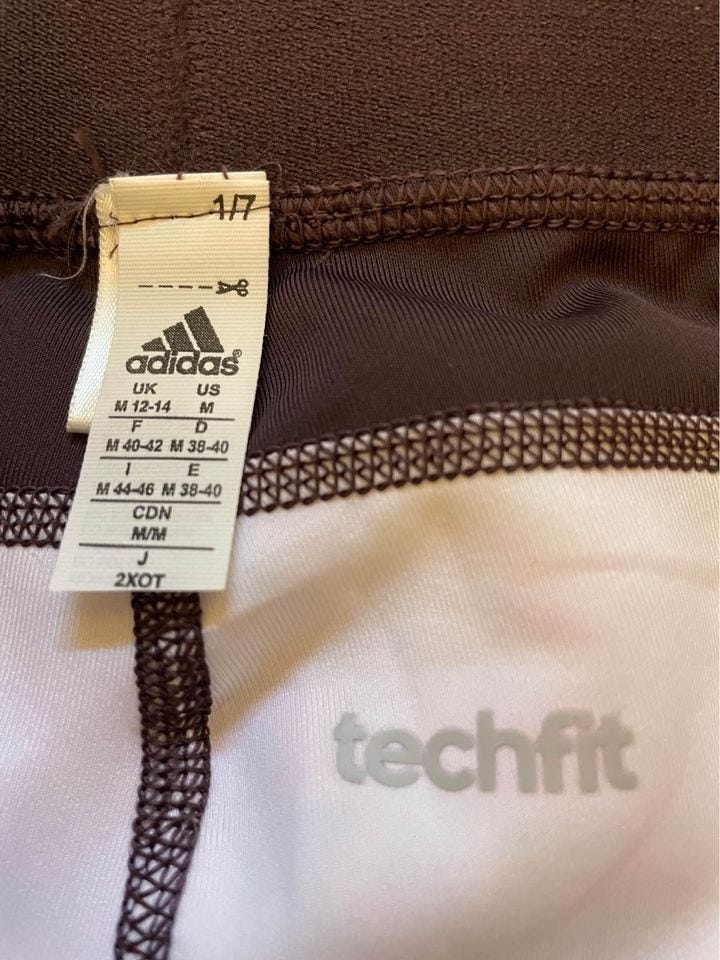 1/7
adidas®
UK US
M 12-14 M
F D
M 40-42 M 38-40
I E
M 44-46 M 38-40
CDN
M/M
J
2XOT
techfit